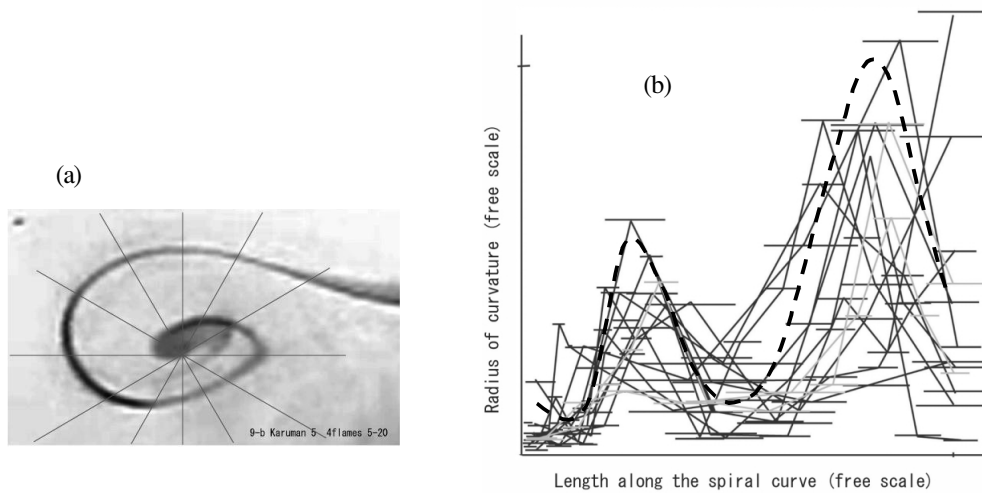 (a)
9-b Karuman 5 4flames 5-20
(b)
Radius of curvature (free scale)
Length along the spiral curve (free scale)